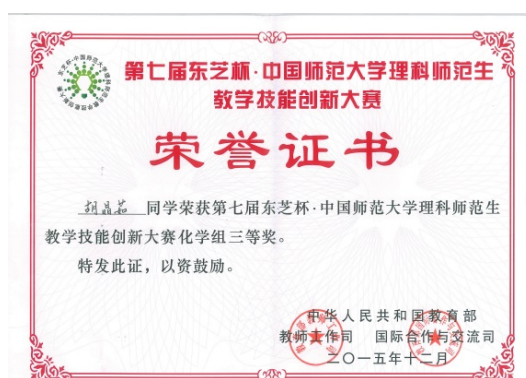 第七届东芝杯·中国师范大学理科师范生
教学技能创新大赛
荣誉证书
胡晶茹 同学荣获第七届东芝杯·中国师范大学理科师范生
教学技能创新大赛化学组三等奖。
特发此证，以资鼓励。
中华人民共和国教育部
教师工作司 国际合作与交流司
二〇一五年十二月